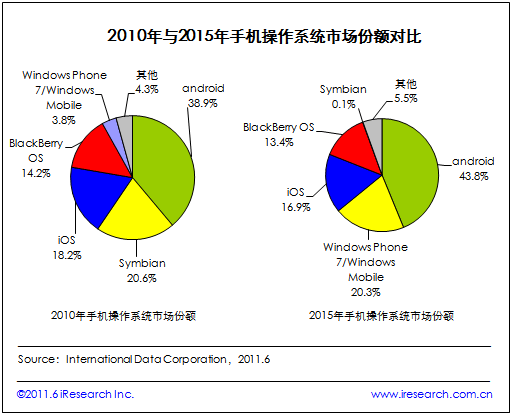 2010年与2015年手机操作系统市场份额对比
Windows Phone
7/Windows
Mobile
3.8%
其他
4.3%
android
38.9%
BlackBerry
OS
14.2%
iOS
18.2%
Symbian
20.6%
2010年手机操作系统市场份额
Symbian
0.1%
其他
5.5%
BlackBerry OS
13.4%
android
43.8%
iOS
16.9%
Windows Phone
7/Windows
Mobile
20.3%
2015年手机操作系统市场份额
Source：International Data Corporation，2011.6
©2011.6 iResearch Inc.
www.iresearch.com.cn